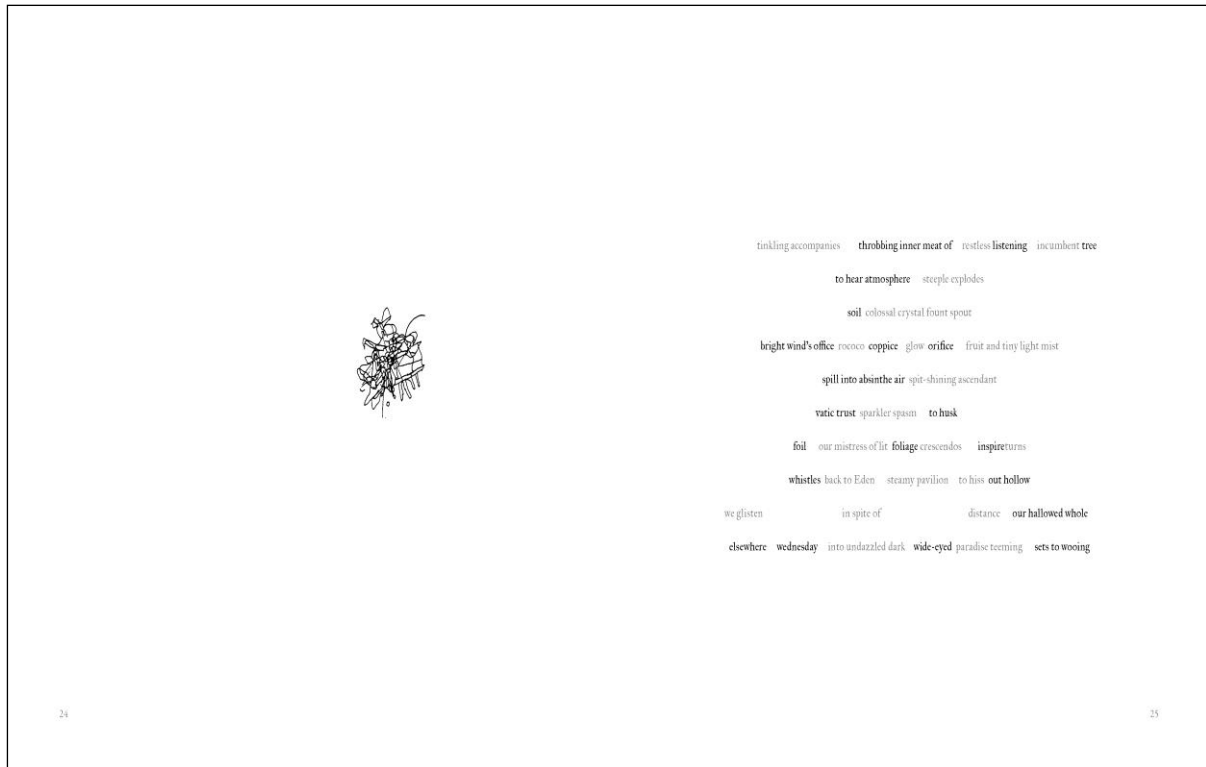 tinkling accompanies throbbing inner meat of restless listening incumbent tree
to hear atmosphere steeple explodes
soil colossal crystal fount spout
bright wind's office rococo coppice glow orifice fruit and tiny light mist
spill into absinthe air spit-shining ascendant
vatic trust sparkler spasm to husk
foil our mistress of lit foliage crescendos inspireturns
whistles back to Eden steamy pavilion to hiss out hollow
we glisten in spite of distance our hallowed whole
elsewhere wednesday into undazzled dark wide-eyed paradise teeming sets to wooing
24
25